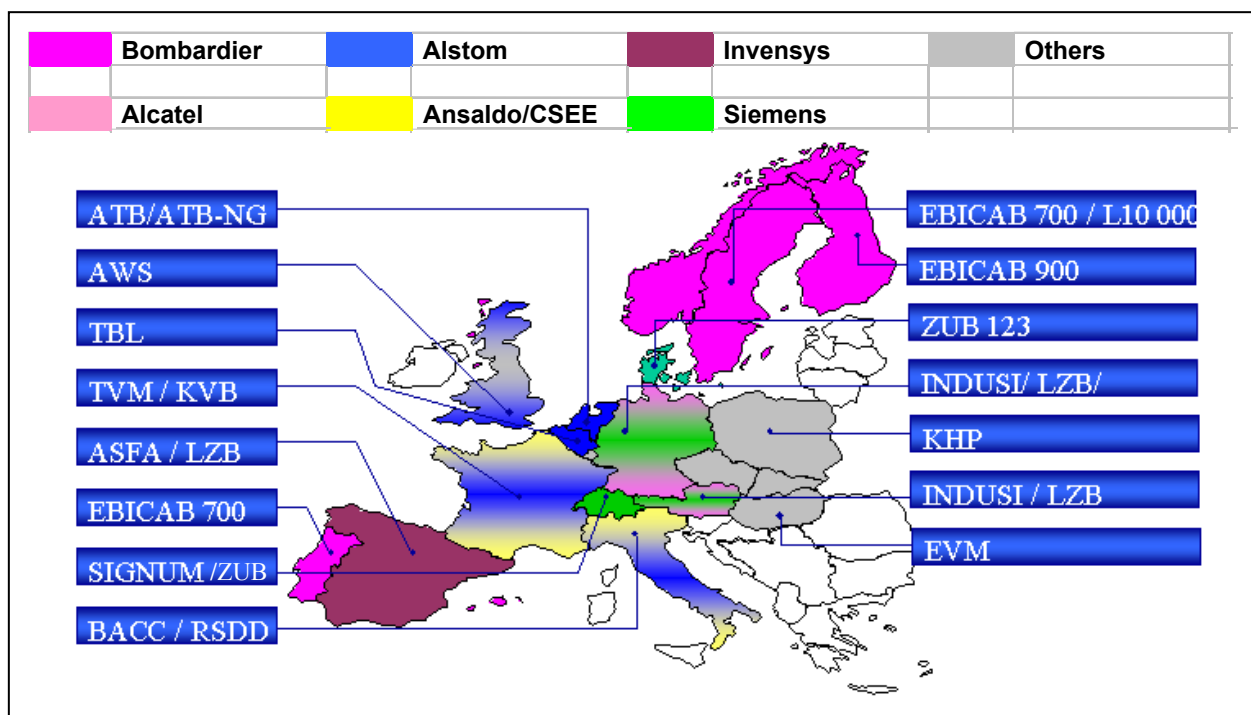 Bombardier Alstom Invensys Others
Alcatel Ansaldo/CSEE Siemens
ATB/ATB-NG
AWS
TBL
TVM / KVB
ASFA / LZB
EBICAB 700
SIGNUM /ZUB
BACC / RSDD
EBICAB 700 / L10 000
EBICAB 900
ZUB 123
INDUSI/ LZB/
KHP
INDUSI / LZB
EVM